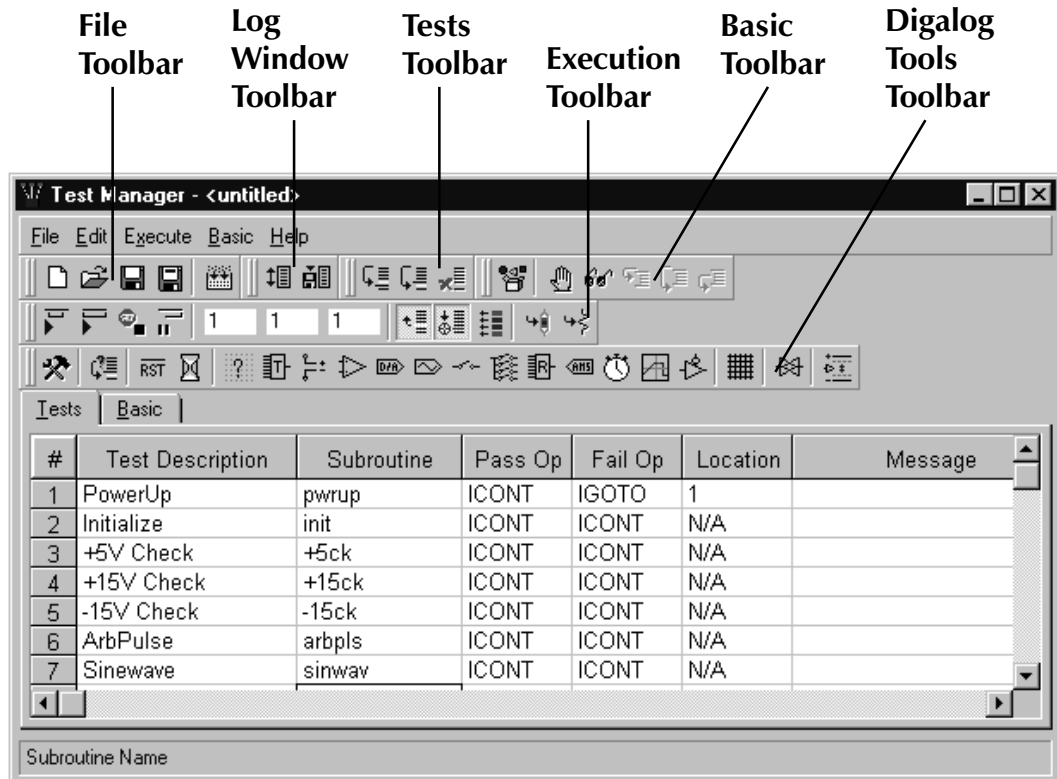 File Toolbar
Log Window Toolbar
Tests Toolbar
Execution Toolbar
Basic Toolbar
Digalog Tools Toolbar
Test Manager - <untitled>
File Edit Execute Basic Help
1 1 1
RST ? T D/A R AMS
Tests Basic
# Test Description Subroutine Pass Op Fail Op Location Message
1 PowerUp pwrup ICONT IGOTO 1
2 Initialize init ICONT ICONT N/A
3 +5V Check +5ck ICONT ICONT N/A
4 +15V Check +15ck ICONT ICONT N/A
5 -15V Check -15ck ICONT ICONT N/A
6 ArbPulse arbpls ICONT ICONT N/A
7 Sinewave sinwav ICONT ICONT N/A
Subroutine Name